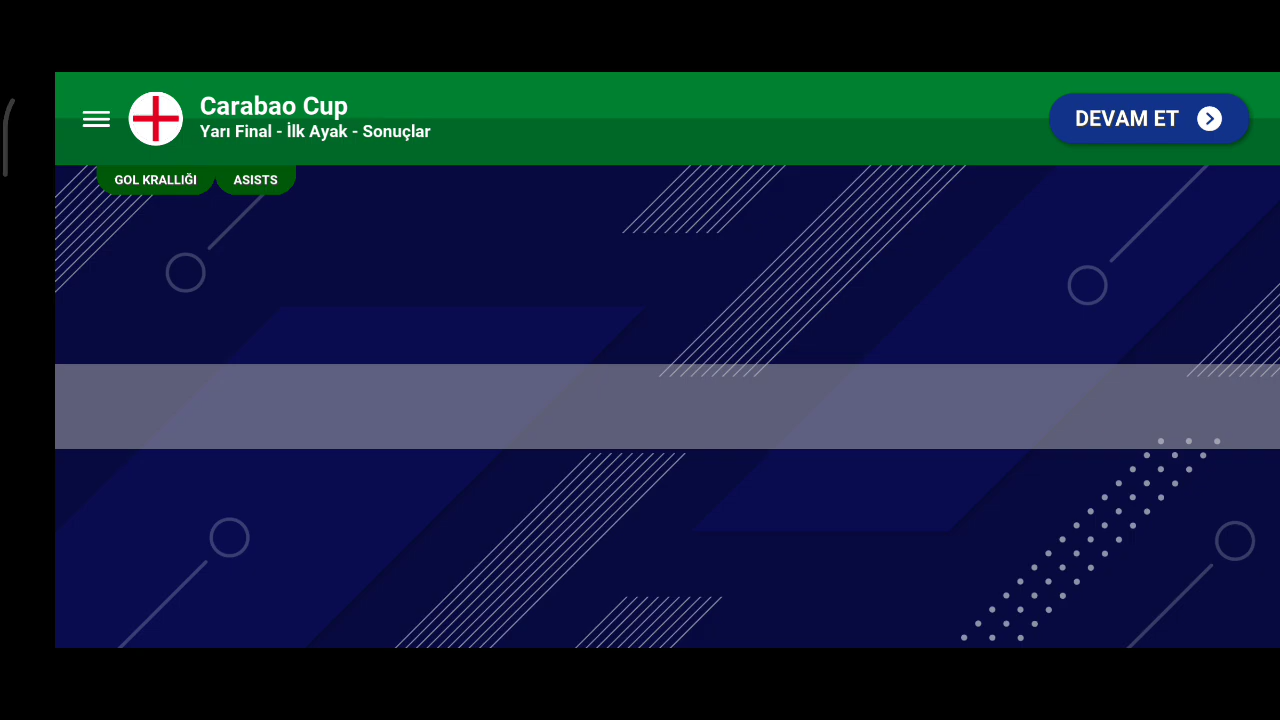 Carabao Cup
Yarı Final - İlk Ayak - Sonuçlar
DEVAM ET
GOL KRALLIĞI
ASISTS